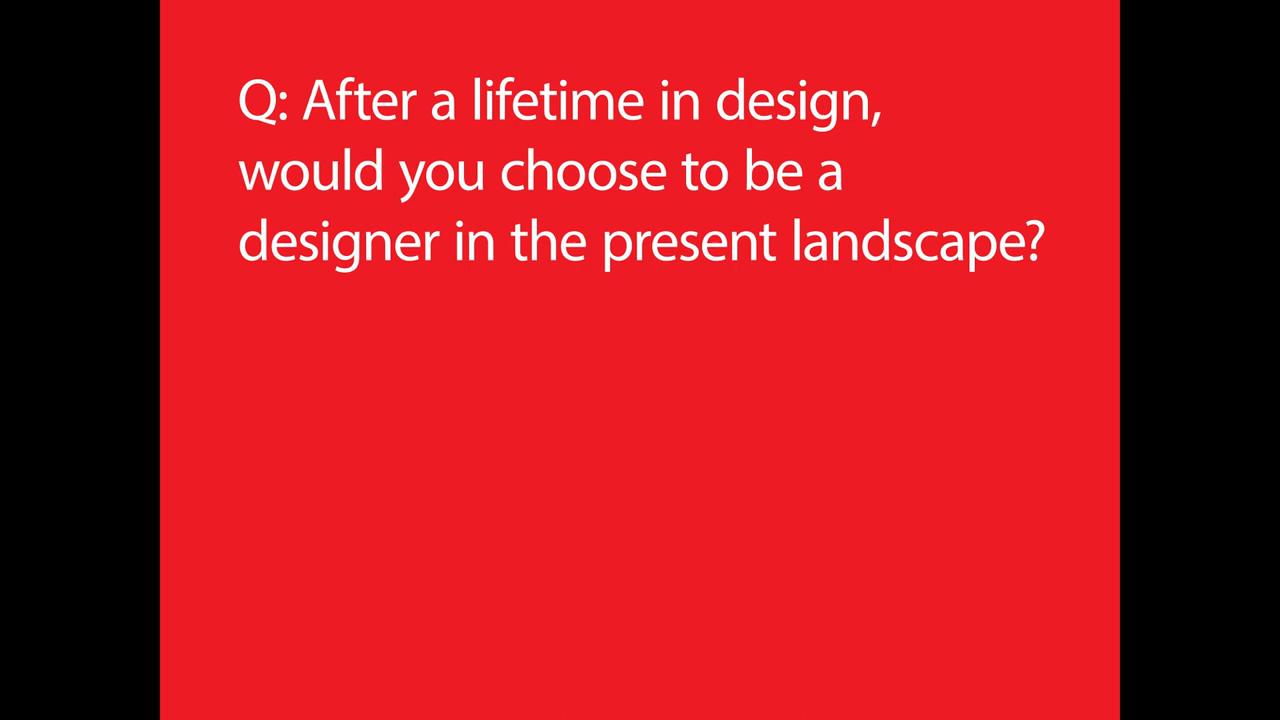 Q: After a lifetime in design,
would you choose to be a
designer in the present landscape?